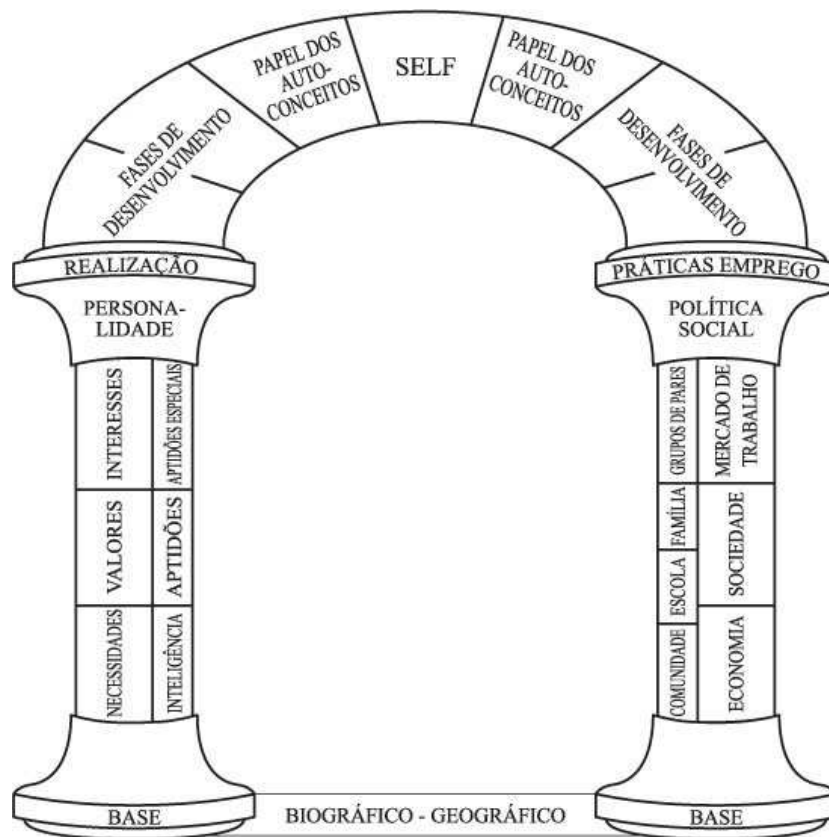 PAPEL DOS
AUTO-
CONCEITOS
SELF
PAPEL DOS
AUTO-
CONCEITOS
FASES DE
DESENVOLVIMENTO
FASES DE
DESENVOLVIMENTO
REALIZAÇÃO
PERSONA-
LIDADE
INTERESSES
APTIDÕES ESPECIAIS
VALORES
APTIDÕES
NECESSIDADES
INTELIGÊNCIA
BASE
BIOGRÁFICO - GEOGRÁFICO
PRÁTICAS EMPREGO
POLÍTICA
SOCIAL
GRUPOS DE PARES
MERCADO DE
TRABALHO
FAMÍLIA
SOCIEDADE
ESCOLA
COMUNIDADE
ECONOMIA
BASE